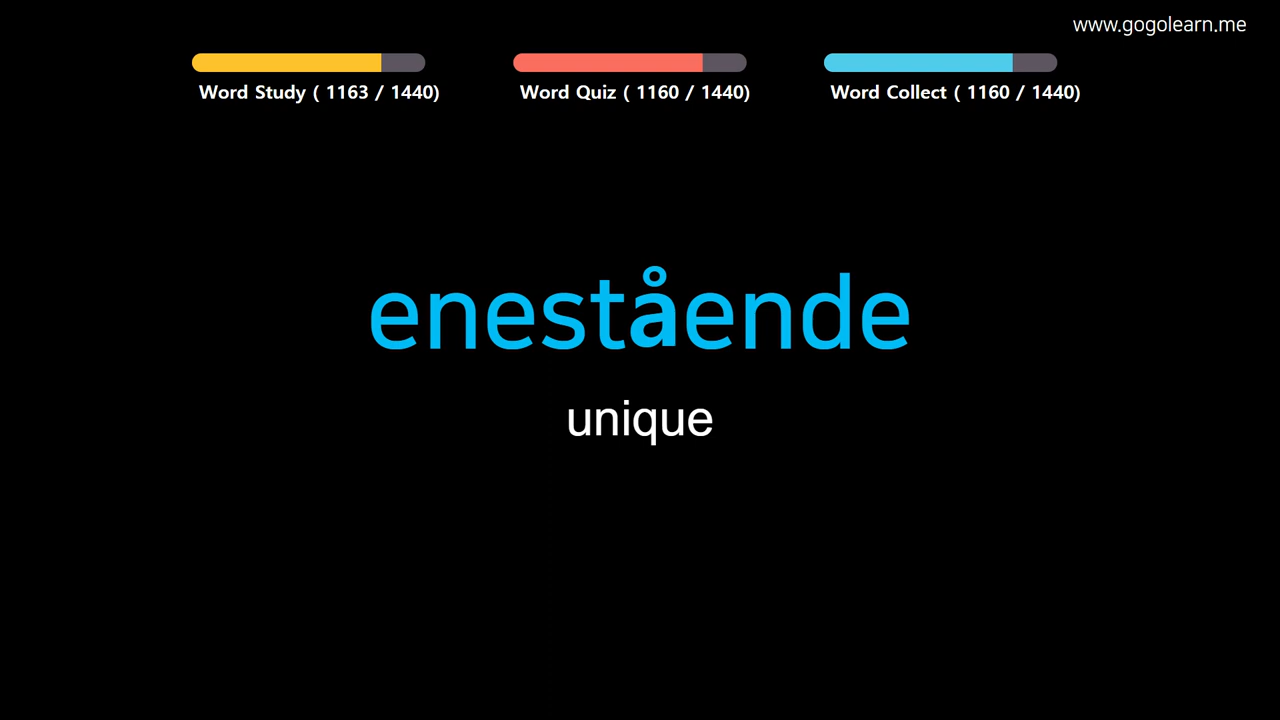 www.gogolearn.me
Word Study ( 1163 / 1440)
Word Quiz ( 1160 / 1440)
Word Collect ( 1160 / 1440)
enestående
unique